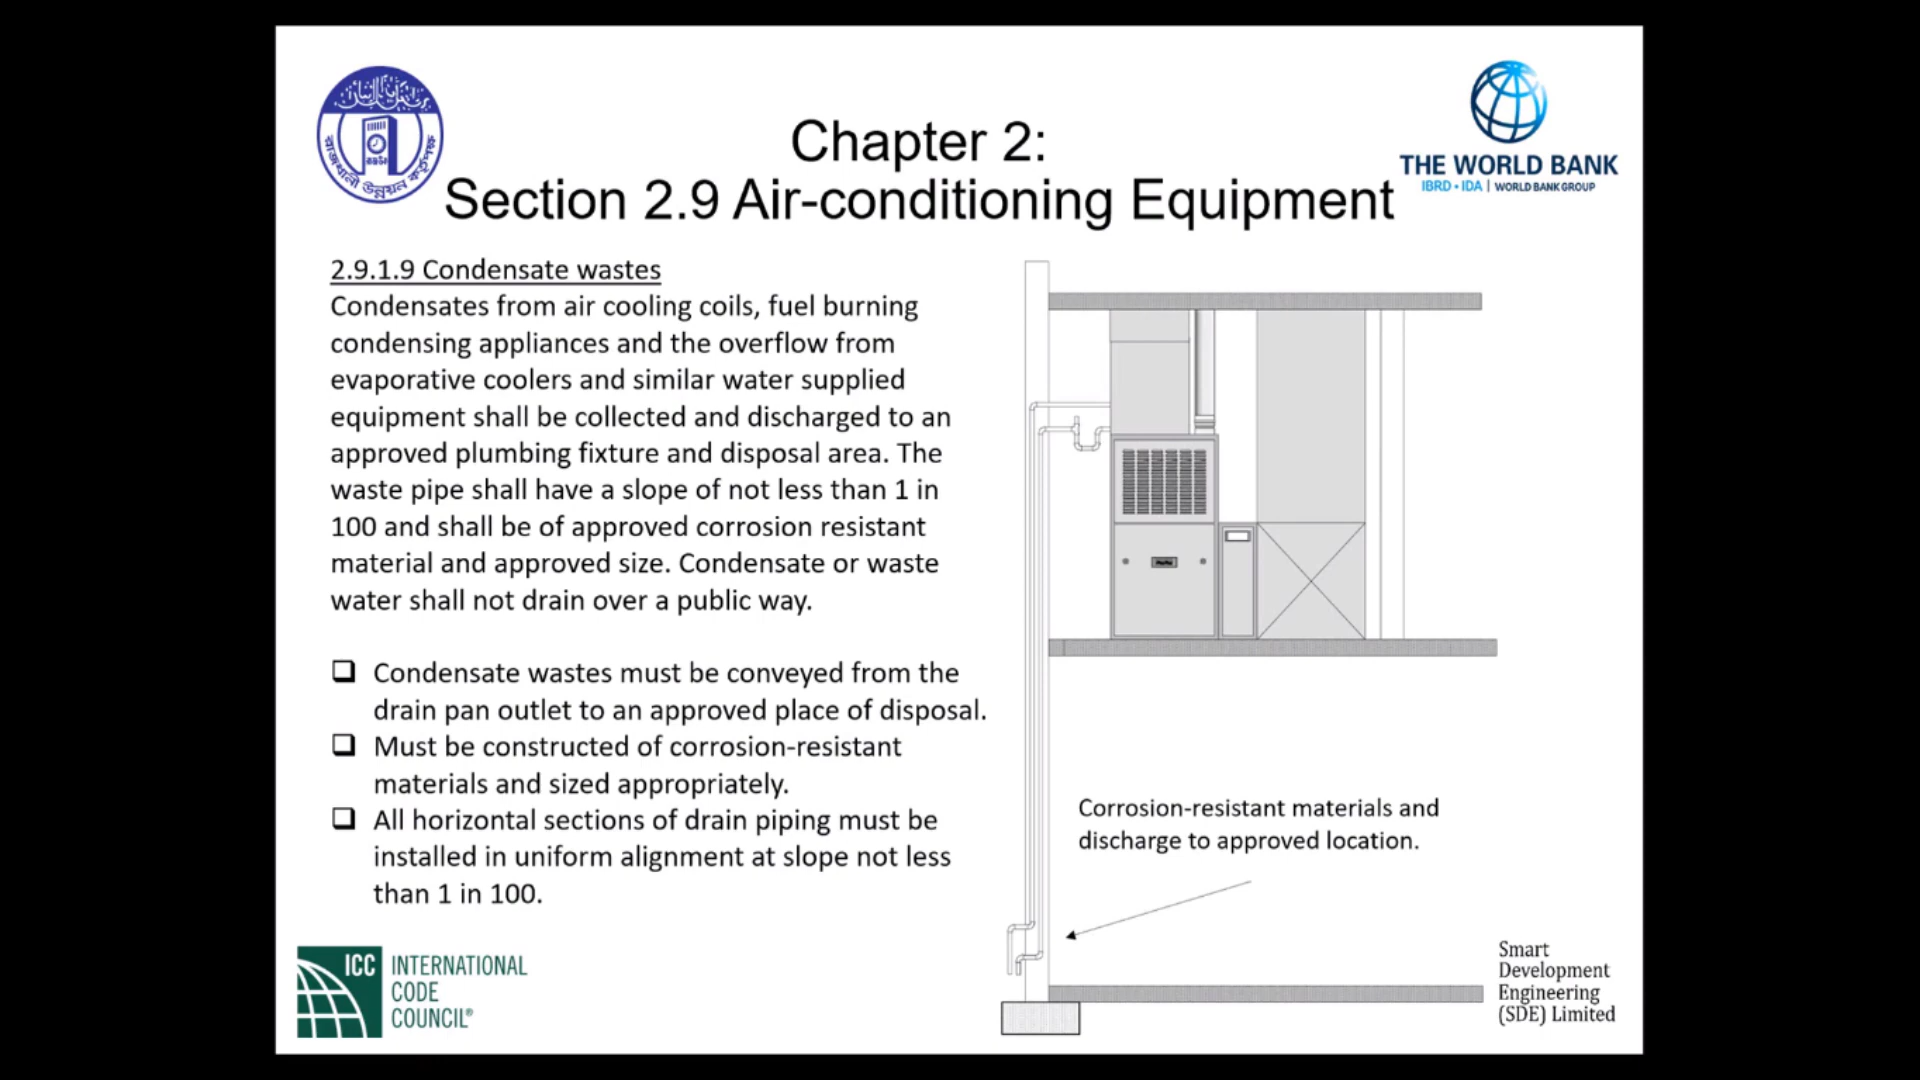 Chapter 2:
Section 2.9 Air-conditioning Equipment
রাজধানী উন্নয়ন কর্তৃপক্ষ
রাজউক
THE WORLD BANK
IBRD • IDA | WORLD BANK GROUP
2.9.1.9 Condensate wastes
Condensates from air cooling coils, fuel burning
condensing appliances and the overflow from
evaporative coolers and similar water supplied
equipment shall be collected and discharged to an
approved plumbing fixture and disposal area. The
waste pipe shall have a slope of not less than 1 in
100 and shall be of approved corrosion resistant
material and approved size. Condensate or waste
water shall not drain over a public way.
❑ Condensate wastes must be conveyed from the
drain pan outlet to an approved place of disposal.
❑ Must be constructed of corrosion-resistant
materials and sized appropriately.
❑ All horizontal sections of drain piping must be
installed in uniform alignment at slope not less
than 1 in 100.
Corrosion-resistant materials and
discharge to approved location.
ICC INTERNATIONAL
CODE
COUNCIL®
Smart
Development
Engineering
(SDE) Limited